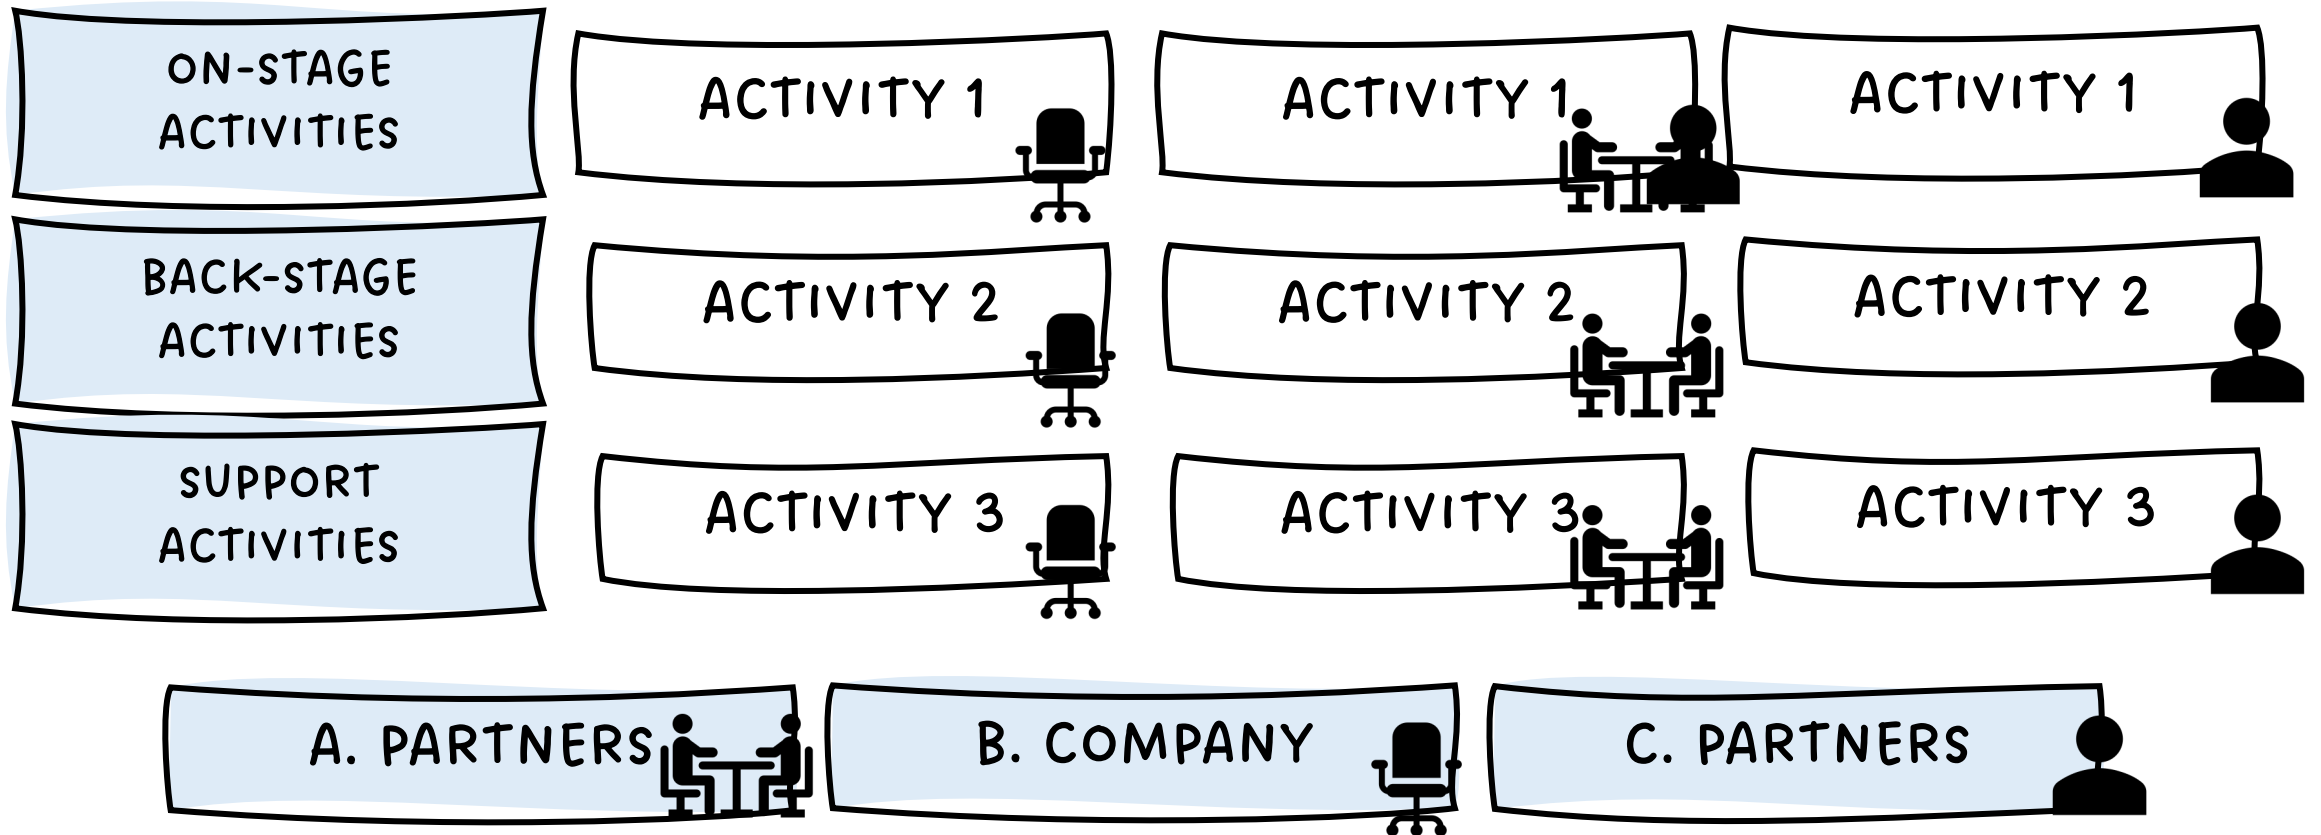 ON-STAGE
ACTIVITIES
ACTIVITY 1
ACTIVITY 1
ACTIVITY 1
BACK-STAGE
ACTIVITIES
ACTIVITY 2
ACTIVITY 2
ACTIVITY 2
SUPPORT
ACTIVITIES
ACTIVITY 3
ACTIVITY 3
ACTIVITY 3
A. PARTNERS
B. COMPANY
C. PARTNERS